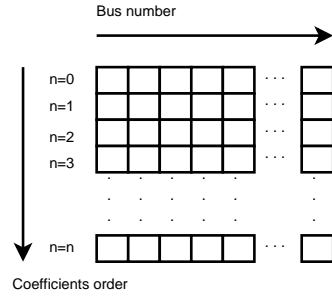 Bus number
n=0
n=1
n=2
n=3
n=n
Coefficients order